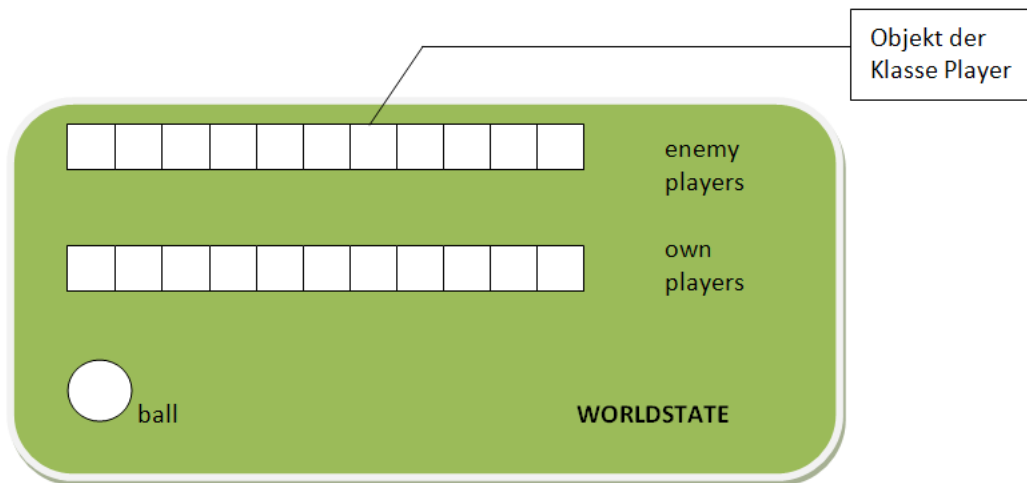 Objekt der
Klasse Player
enemy
players
own
players
ball
WORLDSTATE